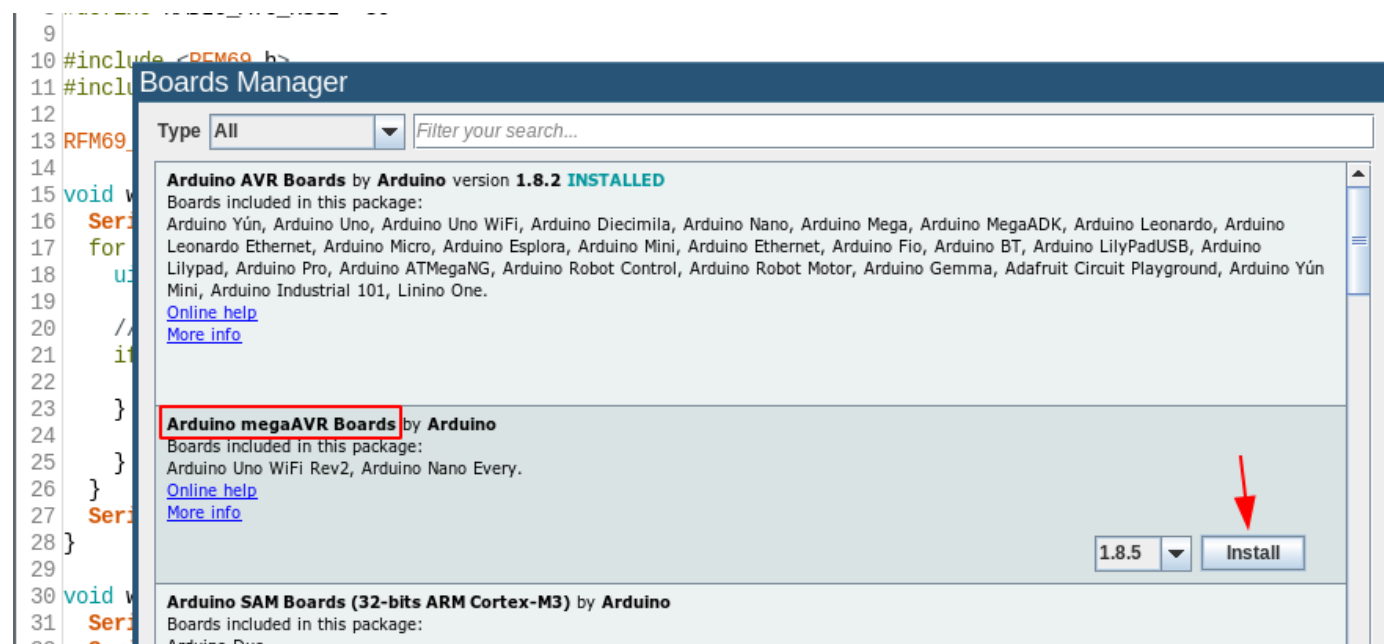 9
10 #include <RFM69.h>
11 #inclu
Boards Manager
12
13 RFM69_
Type All Filter your search...
14
15 void w
16 Seri
17 for
18 ui
19
20 //
21 if
22
23 }
24
25 }
26 }
27 Seri
28 }
29
30 void w
31 Seri
Arduino AVR Boards by Arduino version 1.8.2 INSTALLED
Boards included in this package:
Arduino Yún, Arduino Uno, Arduino Uno WiFi, Arduino Diecimila, Arduino Nano, Arduino Mega, Arduino MegaADK, Arduino Leonardo, Arduino
Leonardo Ethernet, Arduino Micro, Arduino Esplora, Arduino Mini, Arduino Ethernet, Arduino Fio, Arduino BT, Arduino LilyPadUSB, Arduino
Lilypad, Arduino Pro, Arduino ATMegaNG, Arduino Robot Control, Arduino Robot Motor, Arduino Gemma, Adafruit Circuit Playground, Arduino Yún
Mini, Arduino Industrial 101, Linino One.
Online help
More info
Arduino megaAVR Boards by Arduino
Boards included in this package:
Arduino Uno WiFi Rev2, Arduino Nano Every.
Online help
More info
1.8.5 Install
Arduino SAM Boards (32-bits ARM Cortex-M3) by Arduino
Boards included in this package:
Arduino Due